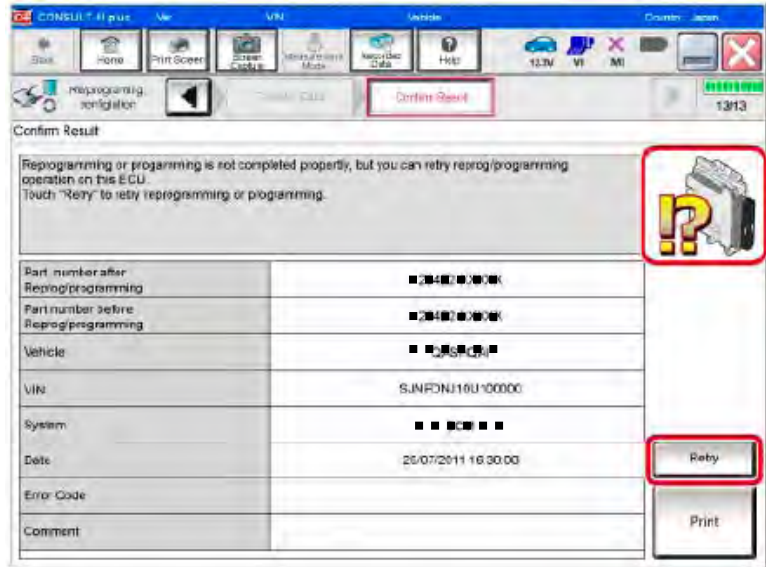 CONSULT-III plus Ver VIN Vehicle Country Japan
Back Home Print Screen Screen Capture Measurement Mode Recorded Data Help 12.3V VI MI
Confirm Result 13/13
Confirm Result
Reprogramming or progamming is not completed propertly, but you can retry reprog/programming
operation on this ECU.
Touch "Retry" to retry reprogramming or programming.
!?
Part number after
Reprog/programming
Part number before
Reprog/programming
Vehicle
VIN SJNFDNJ10U100000
System
Date 26/07/2011 16:30:00
Retry
Error Code
Print
Comment